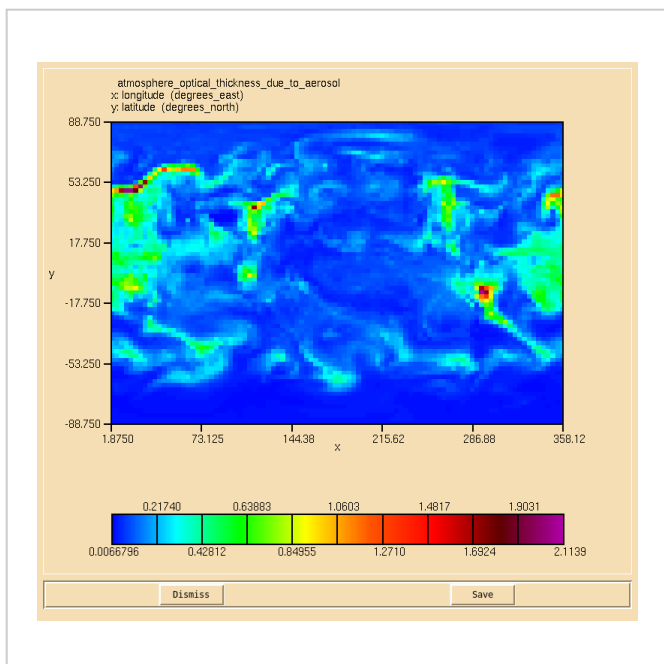 atmosphere_optical_thickness_due_to_aerosol
x: longitude (degrees_east)
y: latitude (degrees_north)
88.750
53.250
17.750
y
-17.750
-53.250
-88.750
1.8750 73.125 144.38 215.62 286.88 358.12
x
0.21740 0.63883 1.0603 1.4817 1.9031
0.0066796 0.42812 0.84955 1.2710 1.6924 2.1139
Dismiss Save